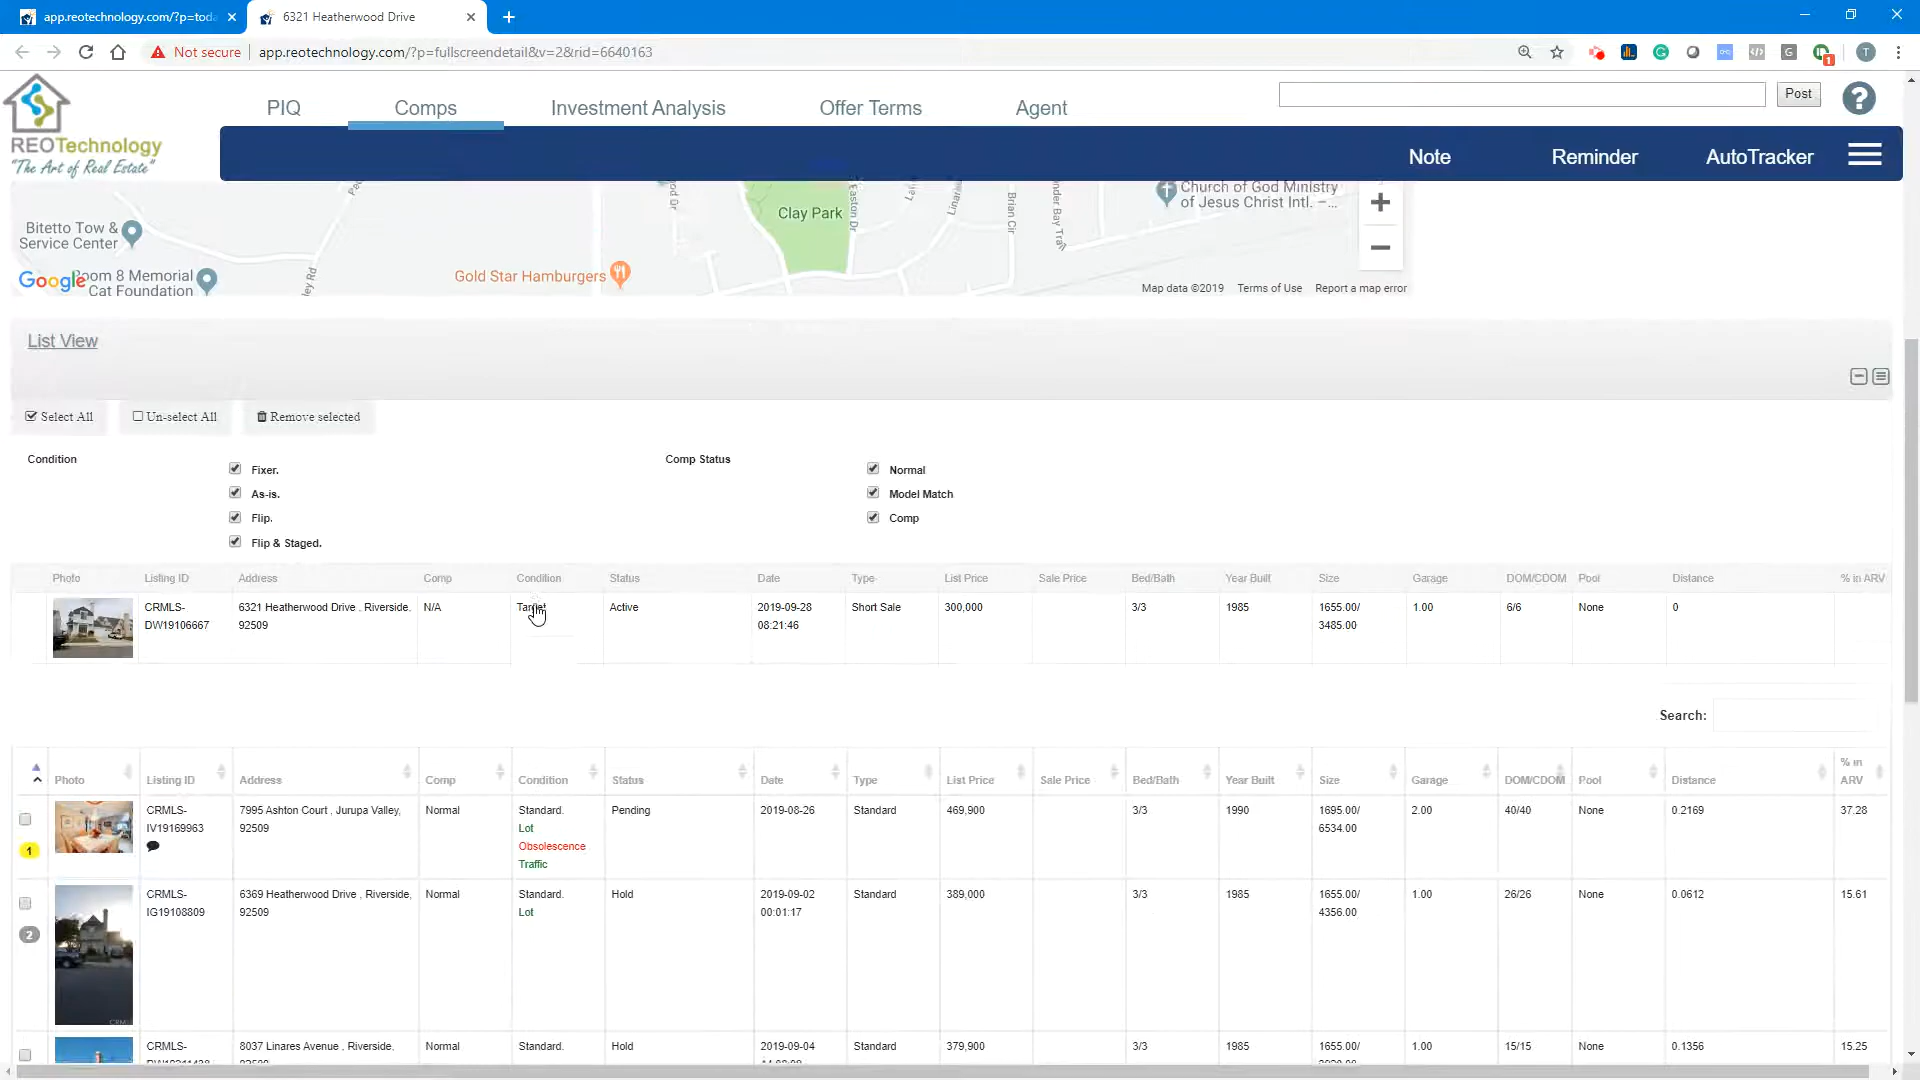 app.reotechnology.com/?p=toda
6321 Heatherwood Drive
Not secure
app.reotechnology.com/?p=fullscreendetail&v=2&rid=6640163
T
1
REOTechnology
"The Art of Real Estate"
PIQ
Comps
Investment Analysis
Offer Terms
Agent
Post
?
Note
Reminder
AutoTracker
Bitetto Tow &
Service Center
Room 8 Memorial
Cat Foundation
Google
Gold Star Hamburgers
Clay Park
Easton Dr
Brian Cir
Church of God Ministry
of Jesus Christ Intl. –...
Map data ©2019
Terms of Use
Report a map error
List View
Select All
Un-select All
Remove selected
Condition
Fixer.
As-is.
Flip.
Flip & Staged.
Comp Status
Normal
Model Match
Comp
Photo Listing ID Address Comp Condition Status Date Type List Price Sale Price Bed/Bath Year Built Size Garage DOM/CDOM Pool Distance % in ARV
CRMLS- 6321 Heatherwood Drive , Riverside, N/A Target Active 2019-09-28 Short Sale 300,000 3/3 1985 1655.00/ 1.00 6/6 None 0
DW19106667 92509 08:21:46 3485.00
Search:
% in
Photo Listing ID Address Comp Condition Status Date Type List Price Sale Price Bed/Bath Year Built Size Garage DOM/CDOM Pool Distance ARV
CRMLS- 7995 Ashton Court , Jurupa Valley, Normal Standard. Pending 2019-08-26 Standard 469,900 3/3 1990 1695.00/ 2.00 40/40 None 0.2169 37.28
IV19169963 92509 Lot 6534.00
1 Obsolescence
Traffic
CRMLS- 6369 Heatherwood Drive , Riverside, Normal Standard. Hold 2019-09-02 Standard 389,000 3/3 1985 1655.00/ 1.00 26/26 None 0.0612 15.61
IG19108809 92509 Lot 00:01:17 4356.00
2
CRMLS- 8037 Linares Avenue , Riverside, Normal Standard. Hold 2019-09-04 Standard 379,900 3/3 1985 1655.00/ 1.00 15/15 None 0.1356 15.25